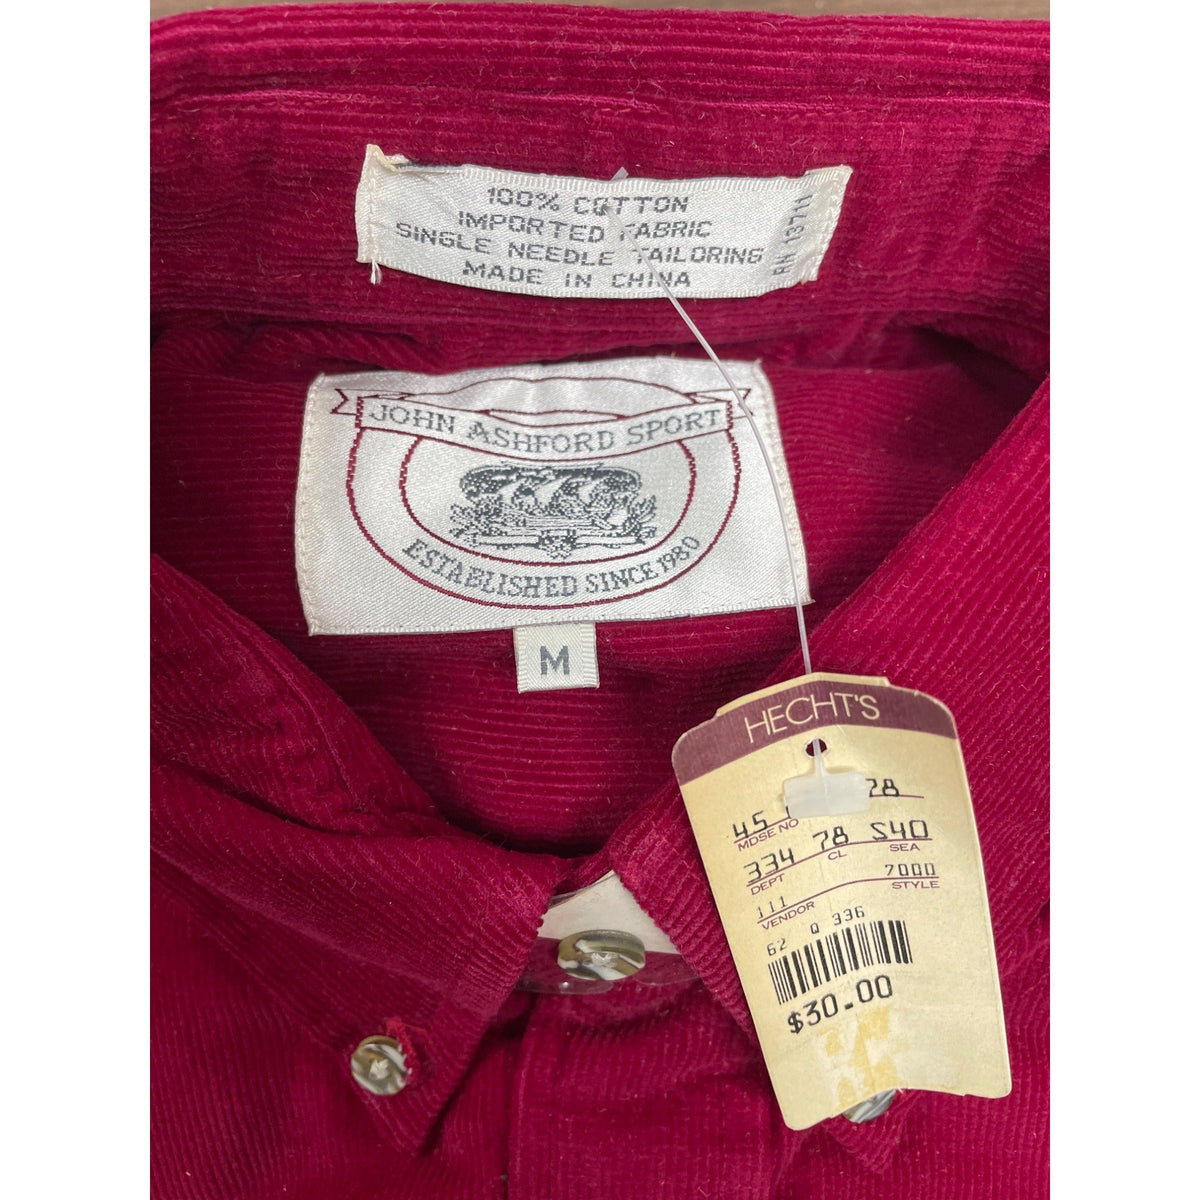 100% COTTON
IMPORTED FABRIC
SINGLE NEEDLE TAILORING
MADE IN CHINA
RN 13711
JOHN ASHFORD SPORT
ESTABLISHED SINCE 1980
M
HECHT'S
45 78
MDSE NO
334 78 S40
DEPT CL SEA
111 7000
VENDOR STYLE
62 Q 336
$30.00